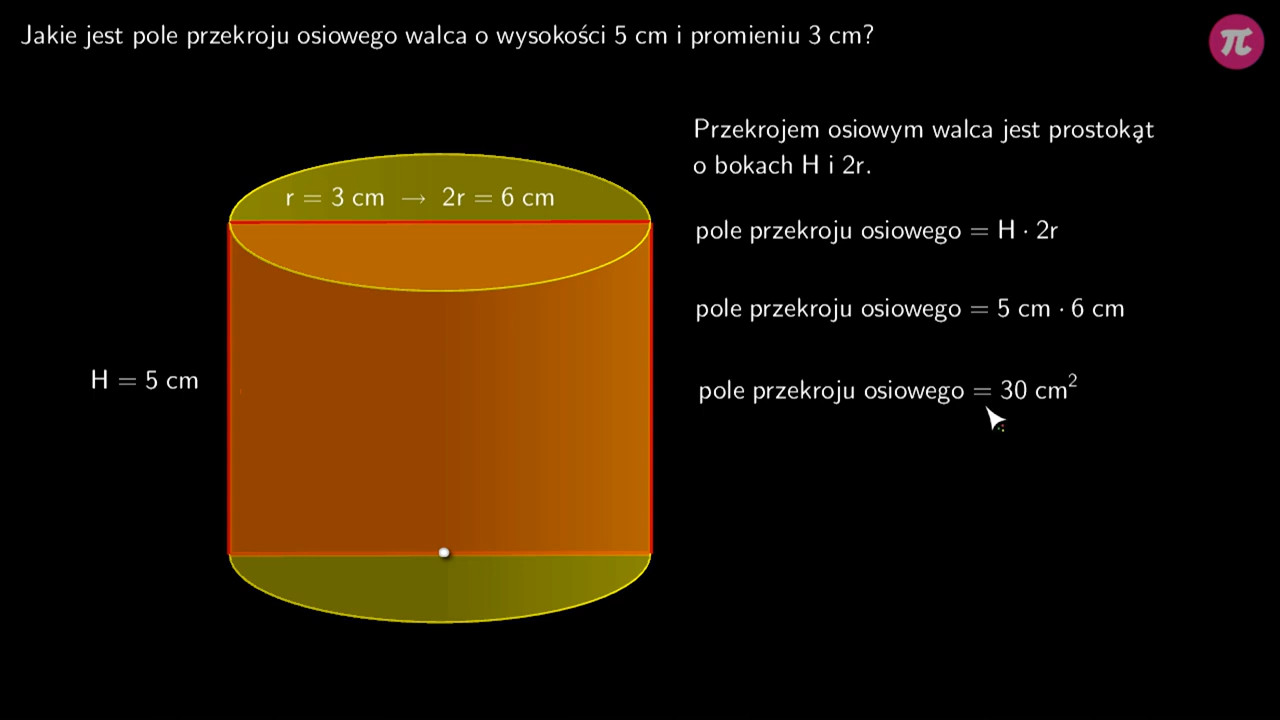 Jakie jest pole przekroju osiowego walca o wysokości 5 cm i promieniu 3 cm?
π
Przekrojem osiowym walca jest prostokąt
o bokach H i 2r.
r = 3 cm → 2r = 6 cm
pole przekroju osiowego = H · 2r
pole przekroju osiowego = 5 cm · 6 cm
H = 5 cm
pole przekroju osiowego = 30 cm²